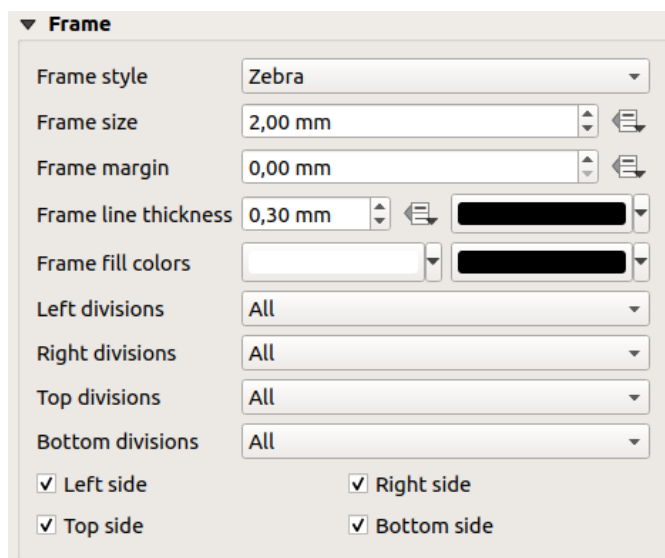 Frame
Frame style Zebra
Frame size 2,00 mm
Frame margin 0,00 mm
Frame line thickness 0,30 mm
Frame fill colors
Left divisions All
Right divisions All
Top divisions All
Bottom divisions All
Left side Right side
Top side Bottom side